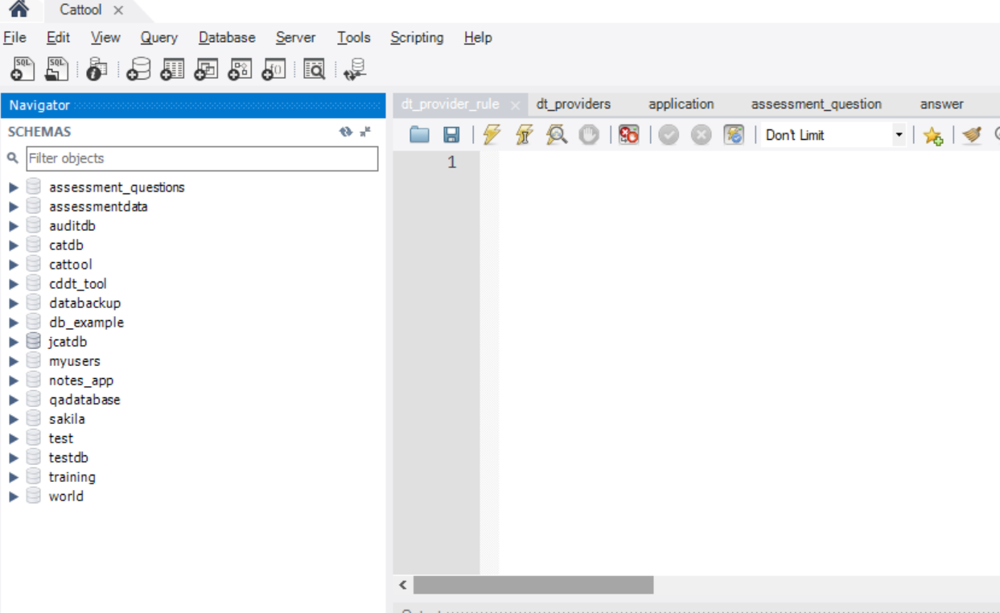 Cattool
File Edit View Query Database Server Tools Scripting Help
SQL SQL
Navigator
SCHEMAS
Filter objects
assessment_questions
assessmentdata
auditdb
catdb
cattool
cddt_tool
databackup
db_example
jcatdb
myusers
notes_app
qadatabase
sakila
test
testdb
training
world
dt_provider_rule dt_providers application assessment_question answer
Don't Limit
1